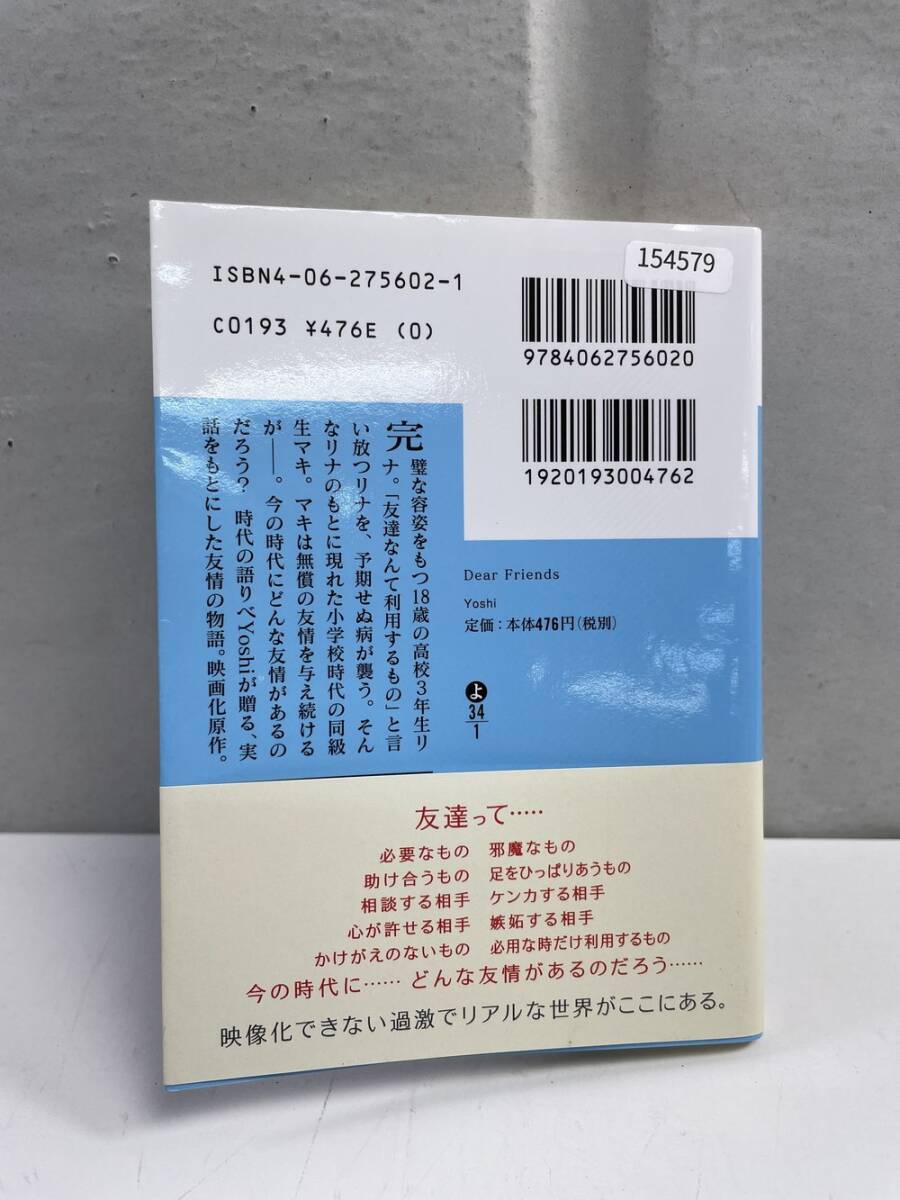 154579
ISBN4-06-275602-1
C0193 ¥476E (0)
9784062756020
1920193004762
完璧な容姿をもつ18歳の高校3年生リ
ナ。「友達なんて利用するもの」と言
い放つリナを、予期せぬ病が襲う。そん
なリナのもとに現れた小学校時代の同級
生マキ。マキは無償の友情を与え続ける
が――。今の時代にどんな友情があるの
だろう? 時代の語りべYoshiが贈る、実
話をもとにした友情の物語。映画化原作。
Dear Friends
Yoshi
定価:本体476円(税別)
よ
34
1
友達って……
必要なもの 邪魔なもの
助け合うもの 足をひっぱりあうもの
相談する相手 ケンカする相手
心が許せる相手 嫉妬する相手
かけがえのないもの 必用な時だけ利用するもの
今の時代に…… どんな友情があるのだろう……
映像化できない過激でリアルな世界がここにある。